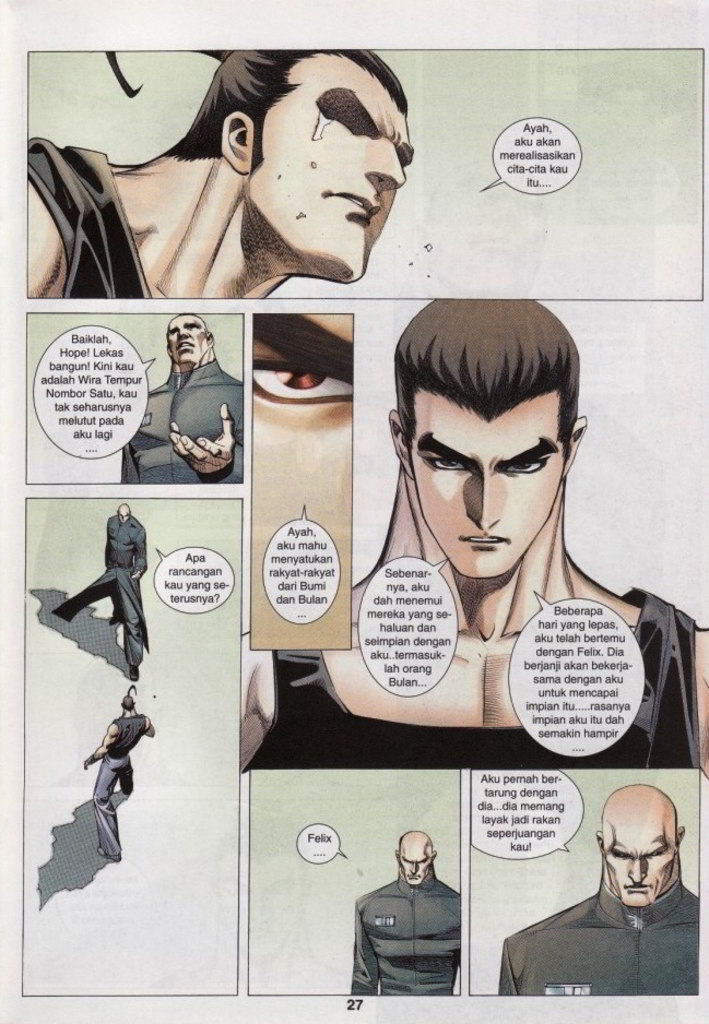 Ayah,
aku akan
merealisasikan
cita-cita kau
itu....
Baiklah,
Hope! Lekas
bangun! Kini kau
adalah Wira Tempur
Nombor Satu, kau
tak seharusnya
melutut pada
aku lagi
....
Ayah,
aku mahu
menyatukan
rakyat-rakyat
dari Bumi
dan Bulan
...
Sebenar-
nya, aku
dah menemui
mereka yang se-
haluan dan
seimpian dengan
aku..termasuk-
lah orang
Bulan...
Beberapa
hari yang lepas,
aku telah bertemu
dengan Felix. Dia
berjanji akan bekerja-
sama dengan aku
untuk mencapai
impian itu.....rasanya
impian aku itu dah
semakin hampir
....
Apa
rancangan
kau yang se-
terusnya?
Felix
....
Aku pernah ber-
tarung dengan
dia...dia memang
layak jadi rakan
seperjuangan
kau!
27